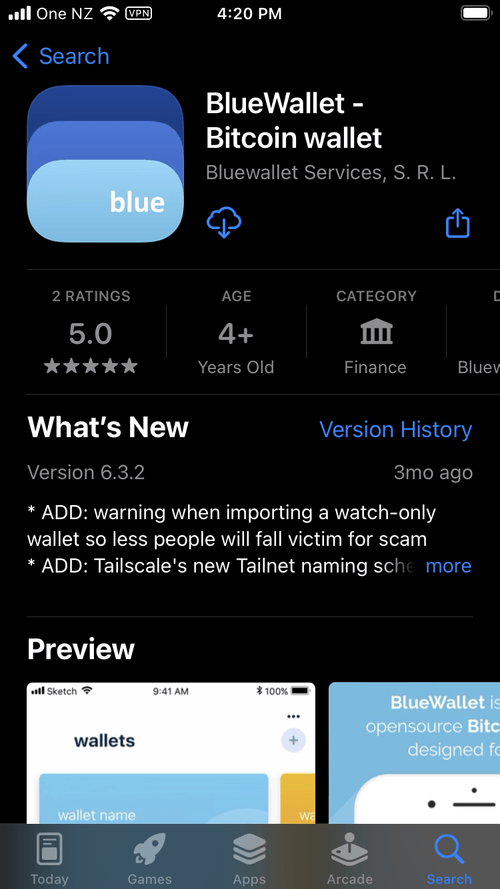 One NZ VPN 4:20 PM
Search
blue
BlueWallet -
Bitcoin wallet
Bluewallet Services, S. R. L.
2 RATINGS AGE CATEGORY D
5.0 4+
Years Old Finance Bluew
What's New Version History
Version 6.3.2 3mo ago
* ADD: warning when importing a watch-only
wallet so less people will fall victim for scam
* ADD: Tailscale's new Tailnet naming sche more
Preview
Sketch 9:41 AM 100%
wallets
wallet name wa
BlueWallet is
opensource Bitc
designed fo
Today Games Apps Arcade Search